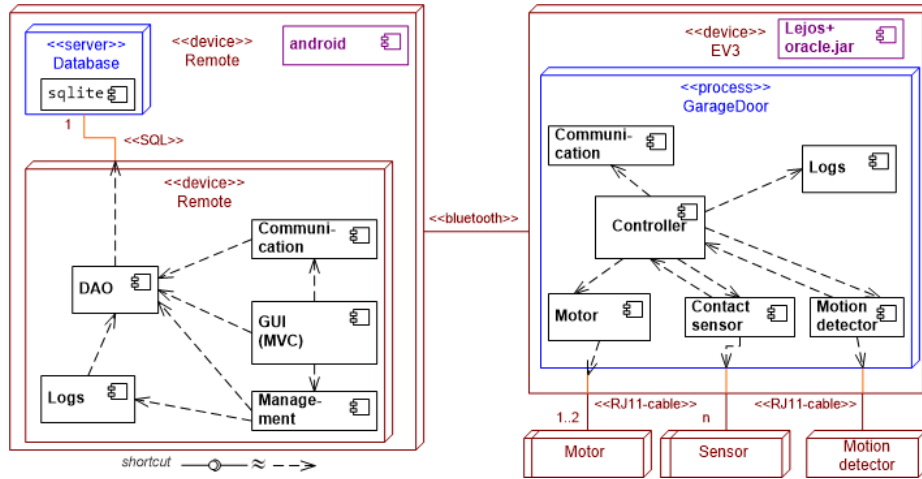 <<server>>
Database
sqlite
<<device>>
Remote
android
1
<<SQL>>
<<device>>
Remote
Communi-
cation
DAO
GUI
(MVC)
Logs
Manage-
ment
shortcut
≈
<<bluetooth>>
<<device>>
EV3
Lejos+
oracle.jar
<<process>>
GarageDoor
Communi-
cation
Logs
Controller
Motor
Contact
sensor
Motion
detector
<<RJ11-cable>>
<<RJ11-cable>>
1..2
n
Motor
Sensor
Motion
detector